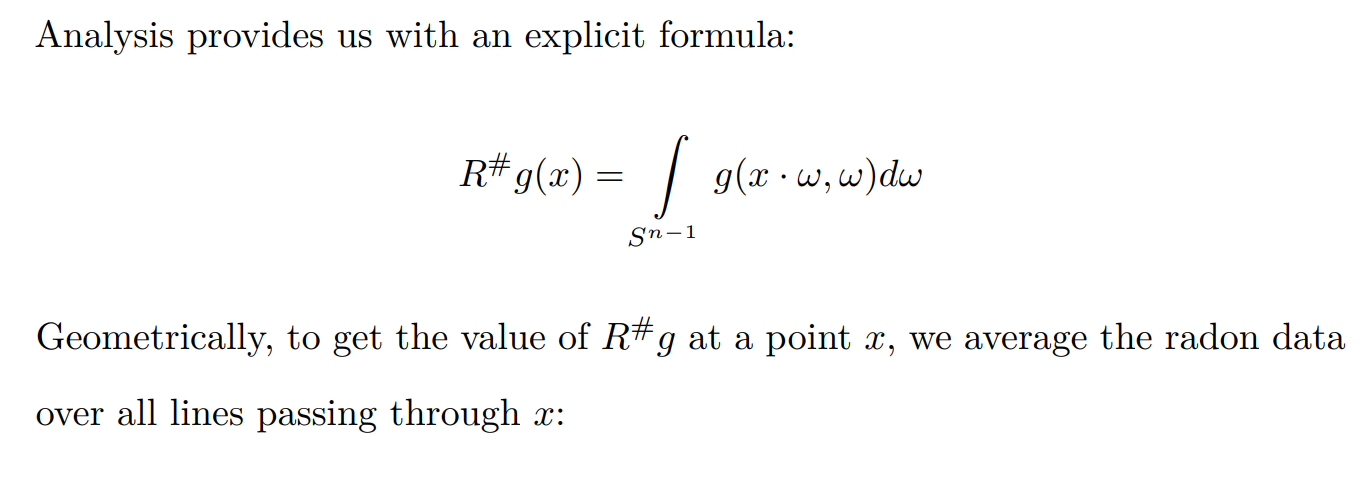 Analysis provides us with an explicit formula:
R^# g(x) = ∫_{S^{n−1}} g(x · ω, ω)dω
Geometrically, to get the value of R^# g at a point x, we average the radon data
over all lines passing through x: